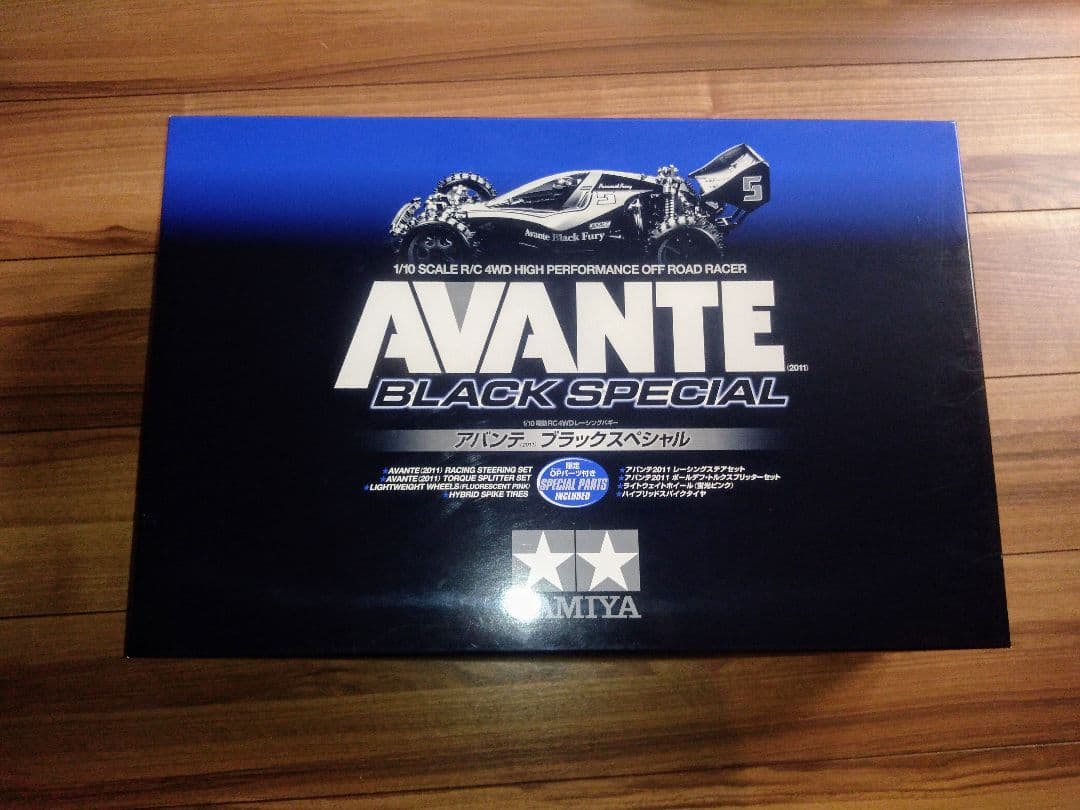 5
5
Avante Black Fury
1/10 SCALE R/C 4WD HIGH PERFORMANCE OFF ROAD RACER
AVANTE
(2011)
BLACK SPECIAL
1/10 電動RC4WDレーシングバギー
アバンテ(2011) ブラックスペシャル
★AVANTE(2011) RACING STEERING SET
★AVANTE(2011) TORQUE SPLITTER SET
★LIGHTWEIGHT WHEELS(FLUORESCENT PINK)
★HYBRID SPIKE TIRES
限定
OPパーツ付き
SPECIAL PARTS
INCLUDED
★アバンテ2011 レーシングステアセット
★アバンテ2011 ボールデフ・トルクスプリッターセット
★ライトウェイトホイール(蛍光ピンク)
★ハイブリッドスパイクタイヤ
TAMIYA